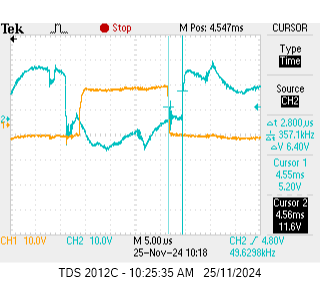 Tek Stop M Pos: 4.547ms CURSOR
Type
Time
Source
CH2
Δt 2.800µs
357.1kHz
ΔV 6.40V
Cursor 1
4.55ms
5.20V
Cursor 2
4.56ms
11.6V
CH1 10.0V CH2 10.0V M 5.00µs CH2 4.80V
25-Nov-24 10:18 49.6298kHz
TDS 2012C - 10:25:35 AM 25/11/2024